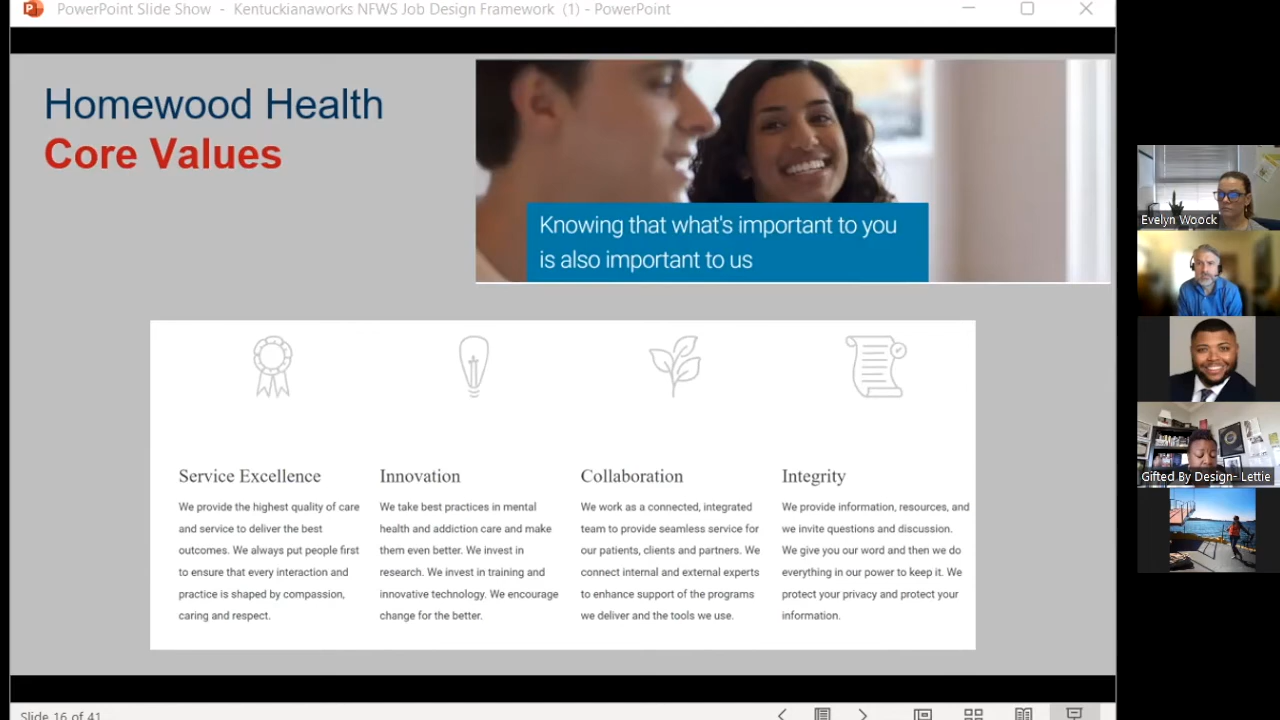 PowerPoint Slide Show - Kentuckianaworks NFWS Job Design Framework (1) - PowerPoint
Homewood Health
Core Values
Knowing that what's important to you
is also important to us
Service Excellence
We provide the highest quality of care
and service to deliver the best
outcomes. We always put people first
to ensure that every interaction and
practice is shaped by compassion,
caring and respect.
Innovation
We take best practices in mental
health and addiction care and make
them even better. We invest in
research. We invest in training and
innovative technology. We encourage
change for the better.
Collaboration
We work as a connected, integrated
team to provide seamless service for
our patients, clients and partners. We
connect internal and external experts
to enhance support of the programs
we deliver and the tools we use.
Integrity
We provide information, resources, and
we invite questions and discussion.
We give you our word and then we do
everything in our power to keep it. We
protect your privacy and protect your
information.
Evelyn Woock
Gifted By Design- Lettie
Slide 16 of 41